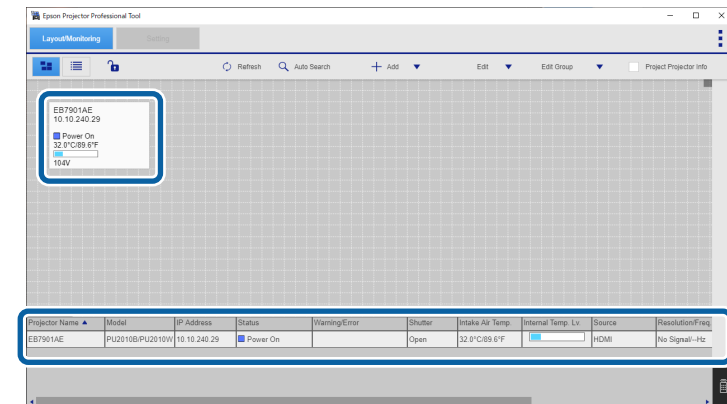 Epson Projector Professional Tool
Layout/Monitoring Setting
Refresh Auto Search Add Edit Edit Group Project Projector Info
EB7901AE
10.10.240.29
Power On
32.0°C/89.6°F
104V
Projector Name Model IP Address Status Warning/Error Shutter Intake Air Temp. Internal Temp. Lv. Source Resolution/Freq.
EB7901AE PU2010B/PU2010W 10.10.240.29 Power On Open 32.0°C/89.6°F HDMI No Signal/--Hz